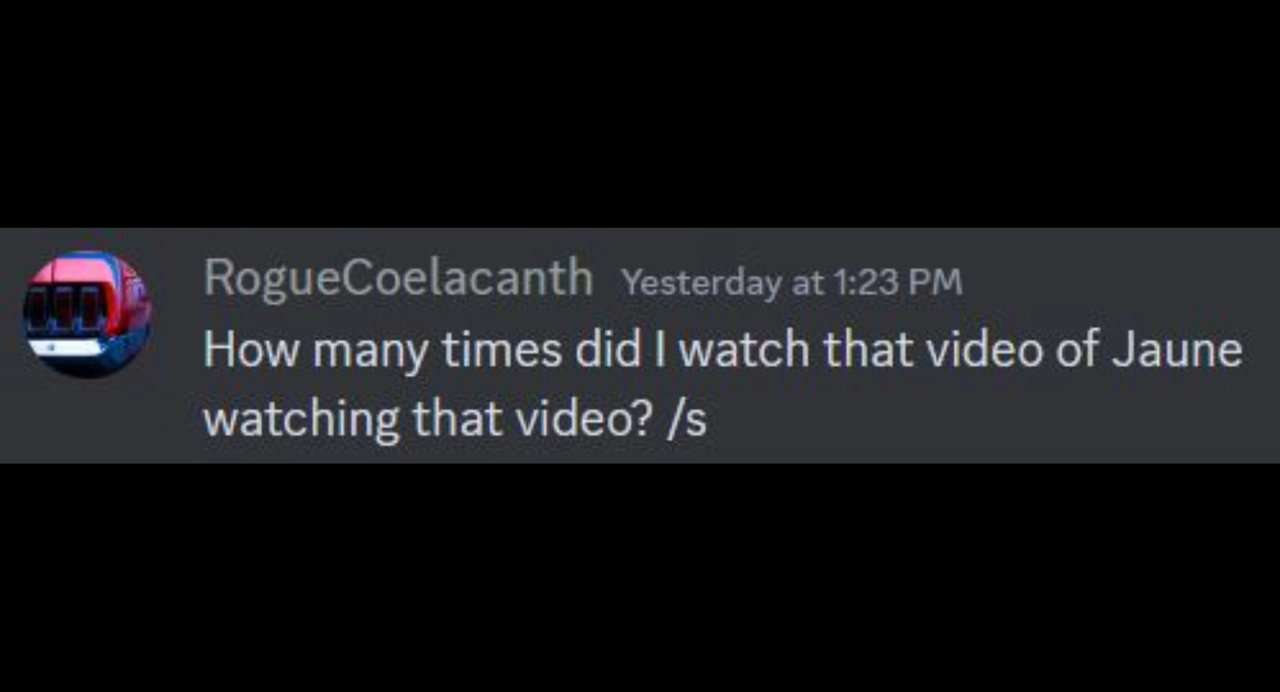 RogueCoelacanth Yesterday at 1:23 PM
How many times did I watch that video of Jaune
watching that video? /s